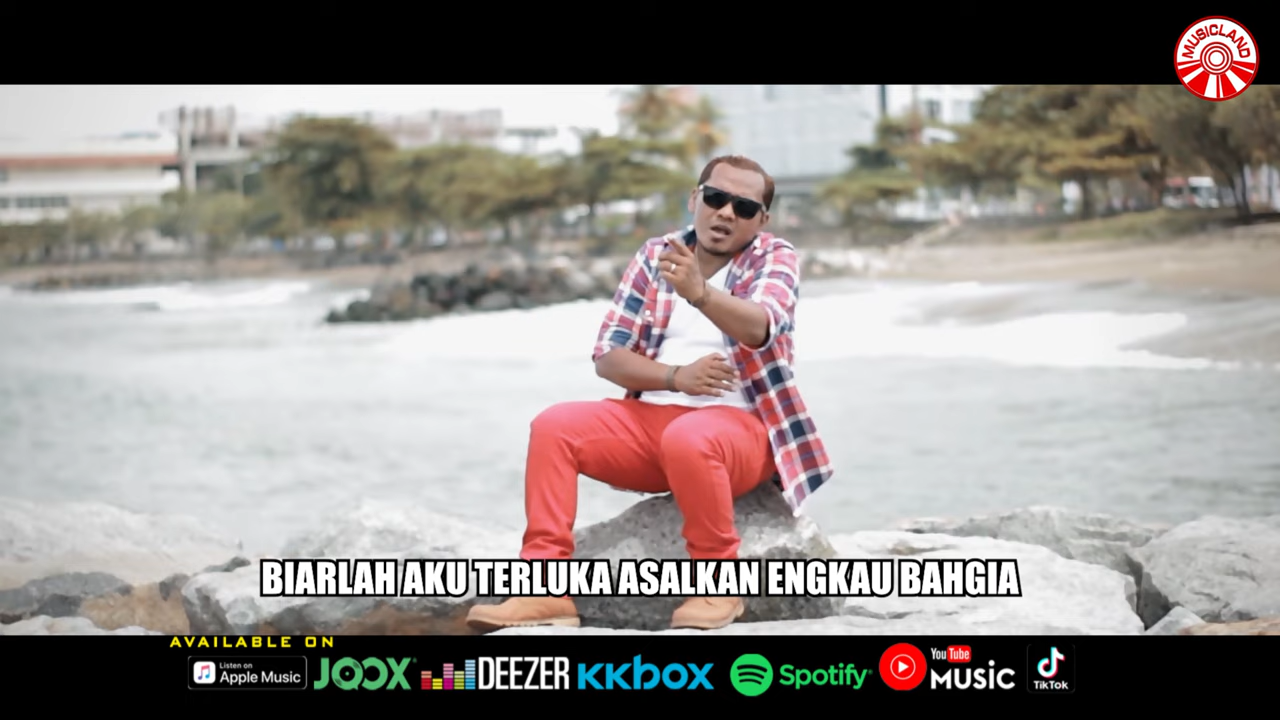 MUSICLAND
BIARLAH AKU TERLUKA ASALKAN ENGKAU BAHGIA
AVAILABLE ON
Listen on
Apple Music
JOOX
DEEZER
KKBOX
Spotify
YouTube
MUSIC
TikTok